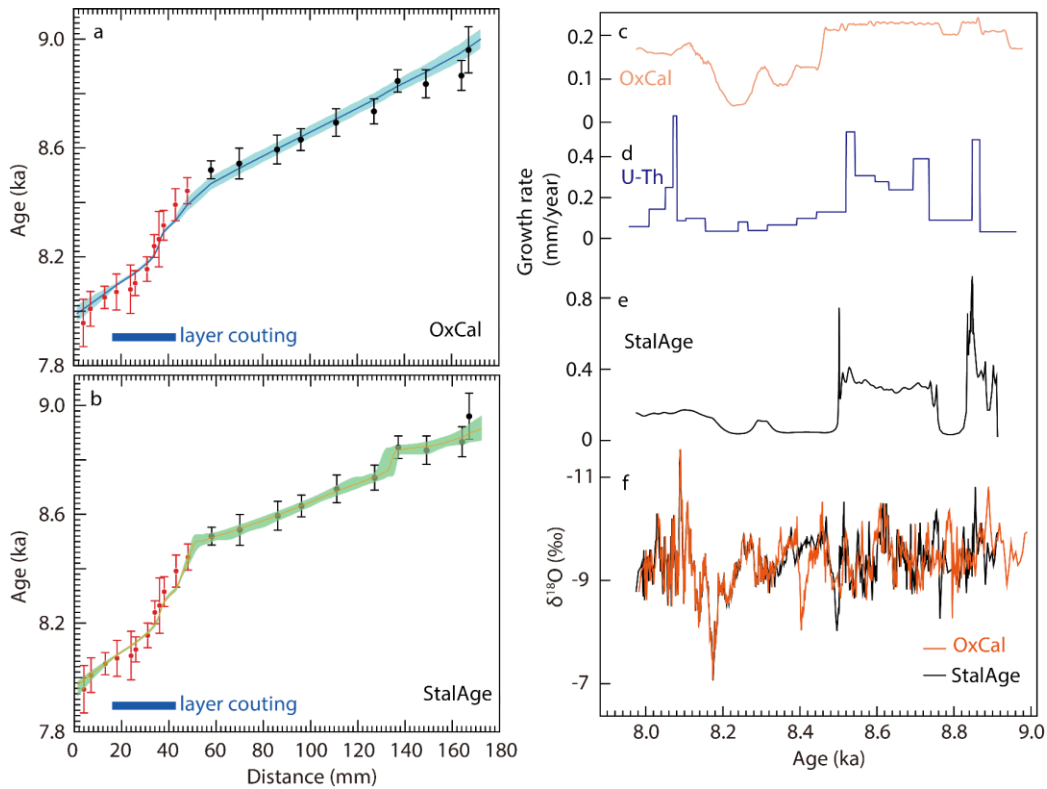 a
9.0
8.6
8.2
7.8
Age (ka)
layer couting
OxCal
b
9.0
8.6
8.2
7.8
Age (ka)
layer couting
StalAge
0 20 40 60 80 100 120 140 160 180
Distance (mm)
c
OxCal
0.2
0.1
0
d
U-Th
0.4
0.2
0
Growth rate
(mm/year)
e
StalAge
0.8
0.4
0
f
-11
-9
-7
δ¹⁸O (‰)
OxCal
StalAge
8.0 8.2 8.4 8.6 8.8 9.0
Age (ka)